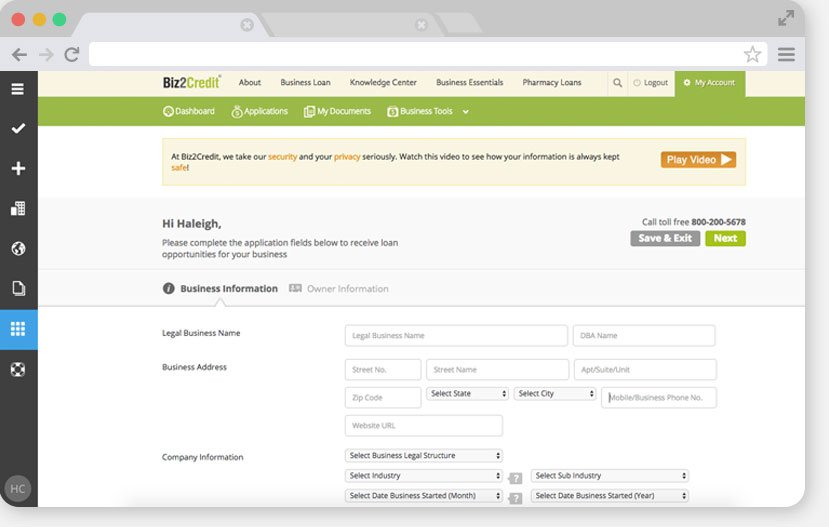 Biz2Credit® About Business Loan Knowledge Center Business Essentials Pharmacy Loans Logout My Account
Dashboard Applications My Documents Business Tools
At Biz2Credit, we take our security and your privacy seriously. Watch this video to see how your information is always kept
safe!
Play Video
Hi Haleigh,
Please complete the application fields below to receive loan
opportunities for your business
Call toll free 800-200-5678
Save & Exit Next
Business Information Owner Information
Legal Business Name Legal Business Name DBA Name
Business Address Street No. Street Name Apt/Suite/Unit
Zip Code Select State Select City Mobile/Business Phone No.
Website URL
Company Information Select Business Legal Structure
Select Industry ? Select Sub Industry
Select Date Business Started (Month) ? Select Date Business Started (Year)
HC